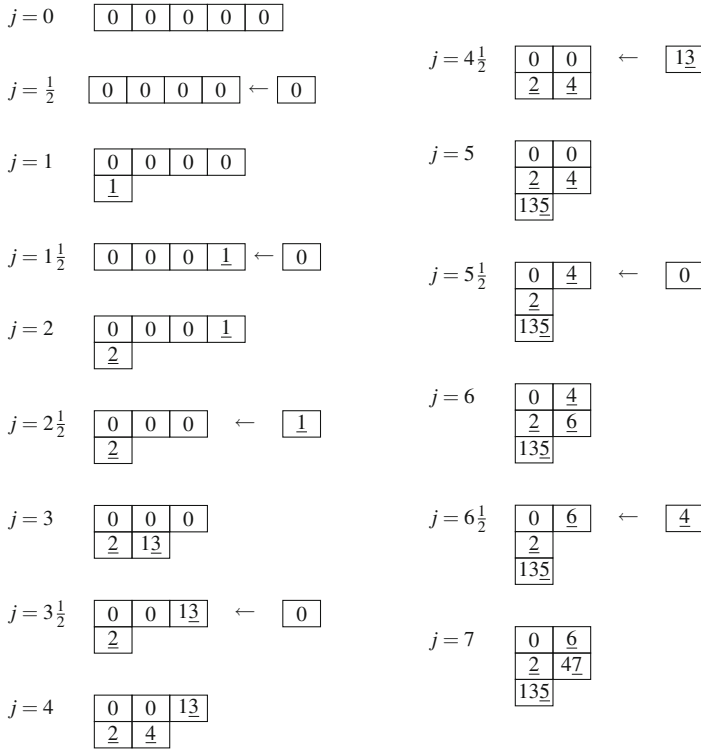 j = 0 0 0 0 0 0
j = 1/2 0 0 0 0 ← 0
j = 1 0 0 0 0
1
j = 1 1/2 0 0 0 1 ← 0
j = 2 0 0 0 1
2
j = 2 1/2 0 0 0 ← 1
2
j = 3 0 0 0
2 13
j = 3 1/2 0 0 13 ← 0
2
j = 4 0 0 13
2 4
j = 4 1/2 0 0 ← 13
2 4
j = 5 0 0
2 4
135
j = 5 1/2 0 4 ← 0
2
135
j = 6 0 4
2 6
135
j = 6 1/2 0 6 ← 4
2
135
j = 7 0 6
2 47
135